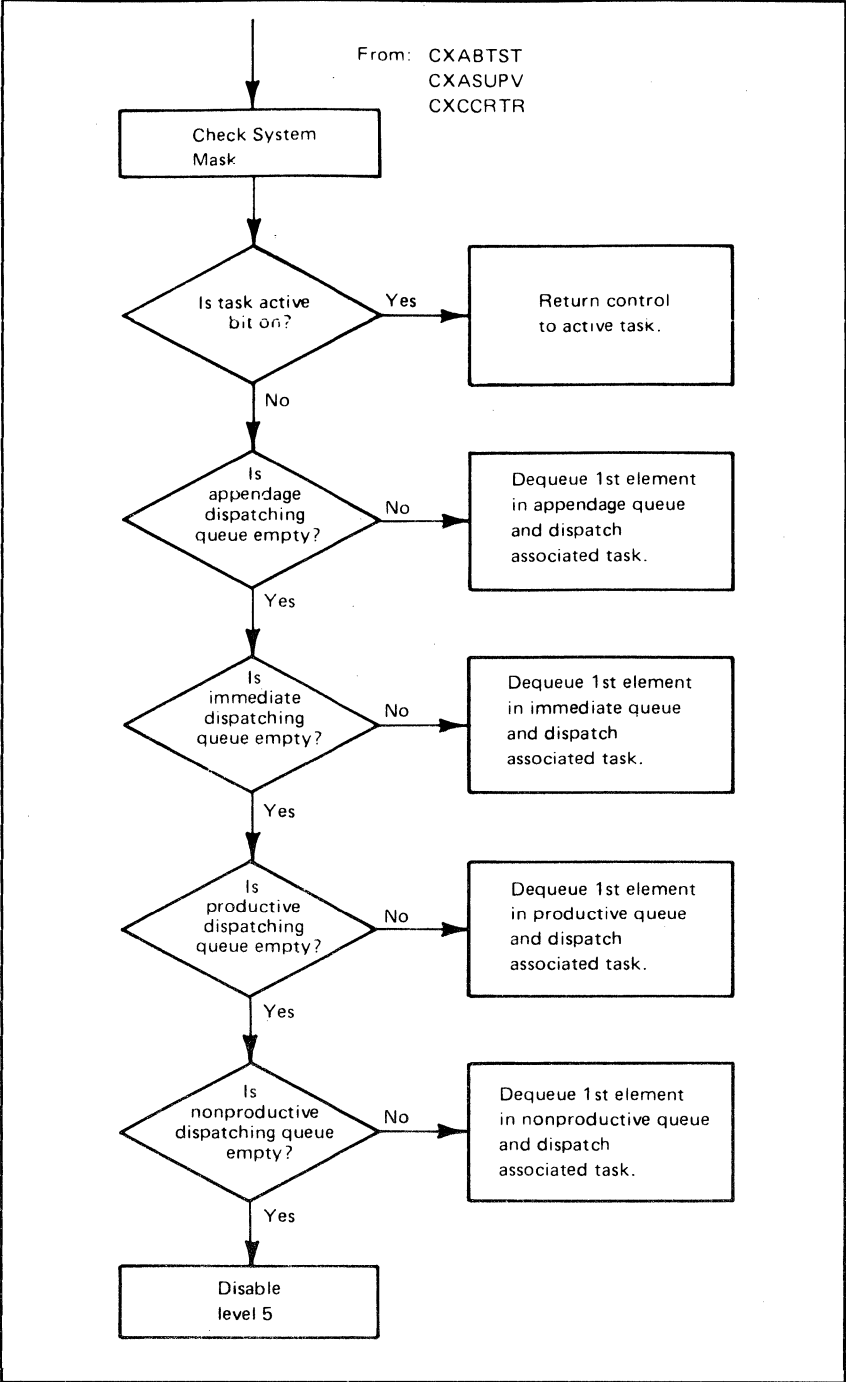 From: CXABTST
CXASUPV
CXCCRTR
Check System
Mask
Is task active
bit on?
Yes
Return control
to active task.
No
Is
appendage
dispatching
queue empty?
No
Dequeue 1st element
in appendage queue
and dispatch
associated task.
Yes
Is
immediate
dispatching
queue empty?
No
Dequeue 1st element
in immediate queue
and dispatch
associated task.
Yes
Is
productive
dispatching
queue empty?
No
Dequeue 1st element
in productive queue
and dispatch
associated task.
Yes
Is
nonproductive
dispatching queue
empty?
No
Dequeue 1st element
in nonproductive queue
and dispatch
associated task.
Yes
Disable
level 5